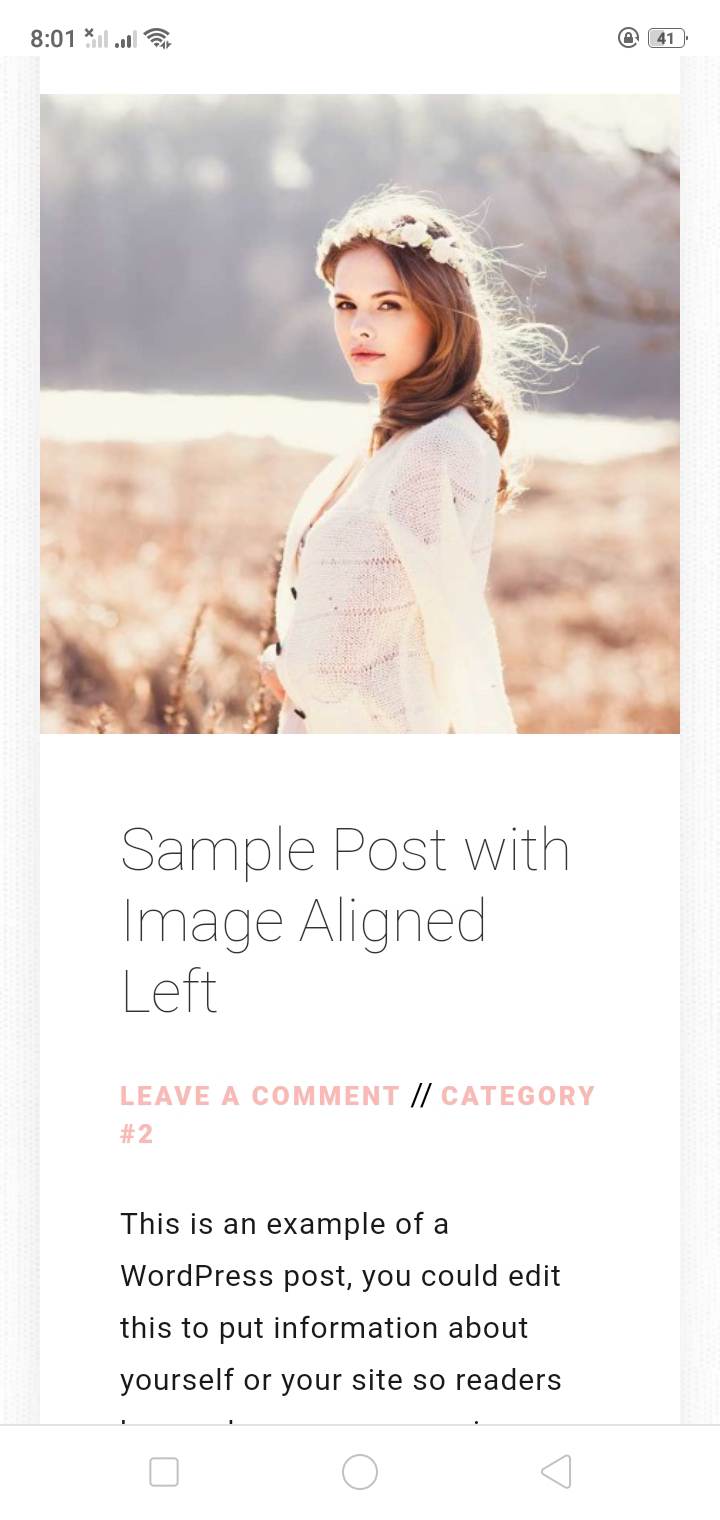 8:01
41
Sample Post with
Image Aligned
Left
LEAVE A COMMENT // CATEGORY
#2
This is an example of a
WordPress post, you could edit
this to put information about
yourself or your site so readers